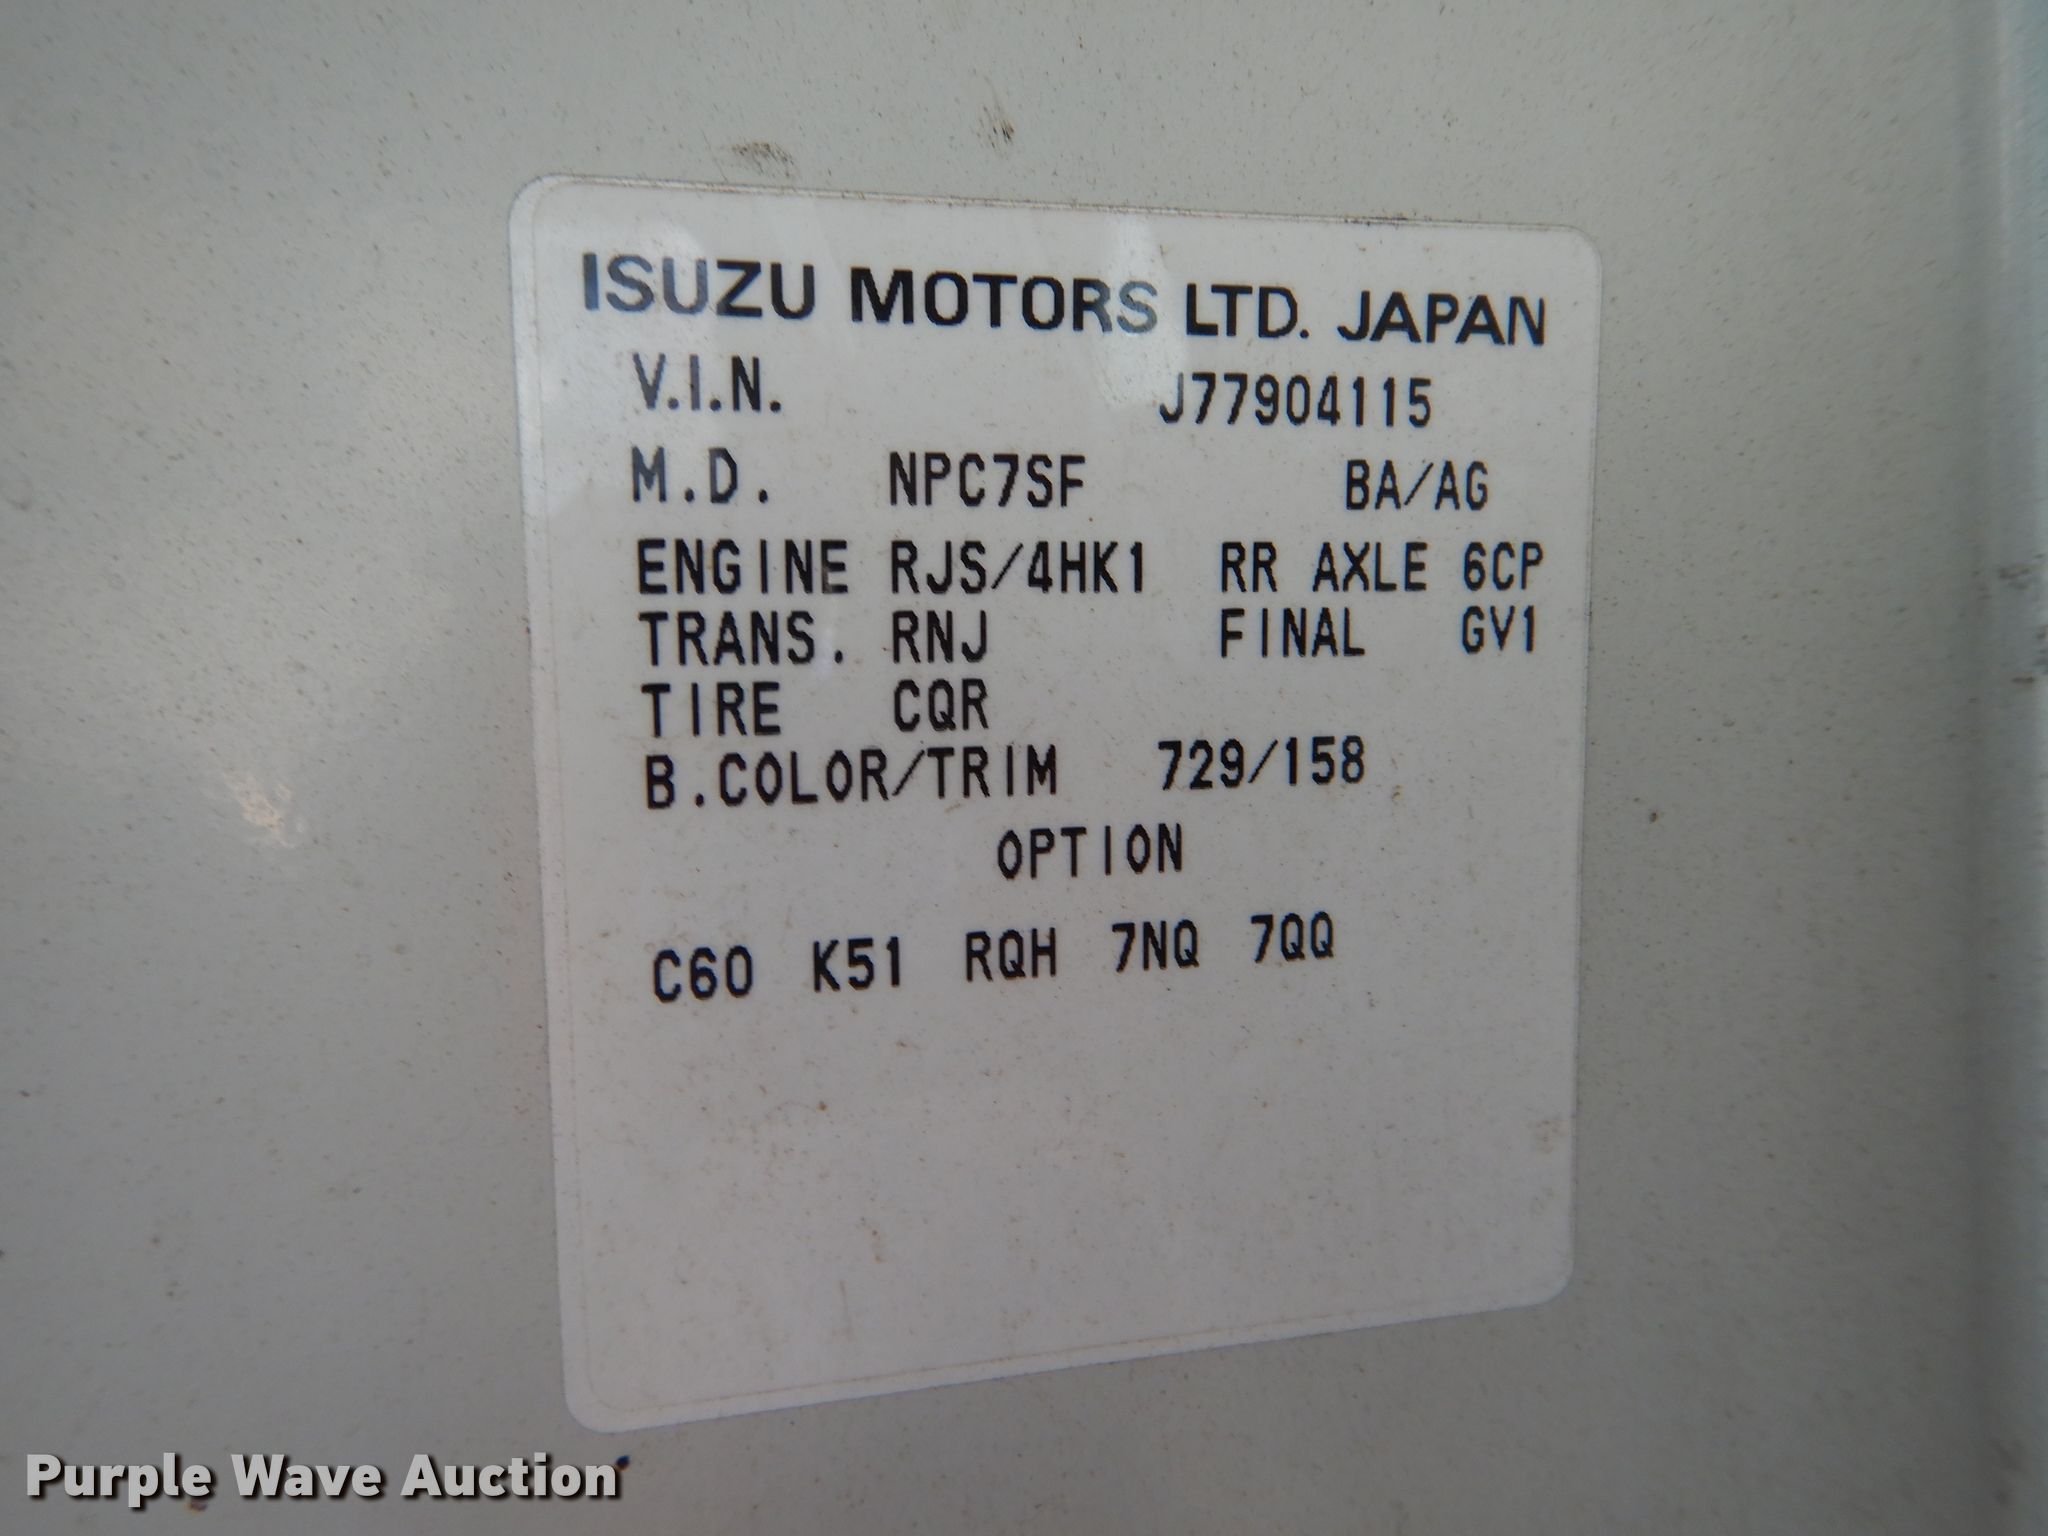 ISUZU MOTORS LTD. JAPAN
V.I.N. J77904115
M.D. NPC7SF BA/AG
ENGINE RJS/4HK1 RR AXLE 6CP
TRANS. RNJ FINAL GV1
TIRE CQR
B.COLOR/TRIM 729/158
OPTION
C60 K51 RQH 7NQ 7QQ
Purple Wave Auction